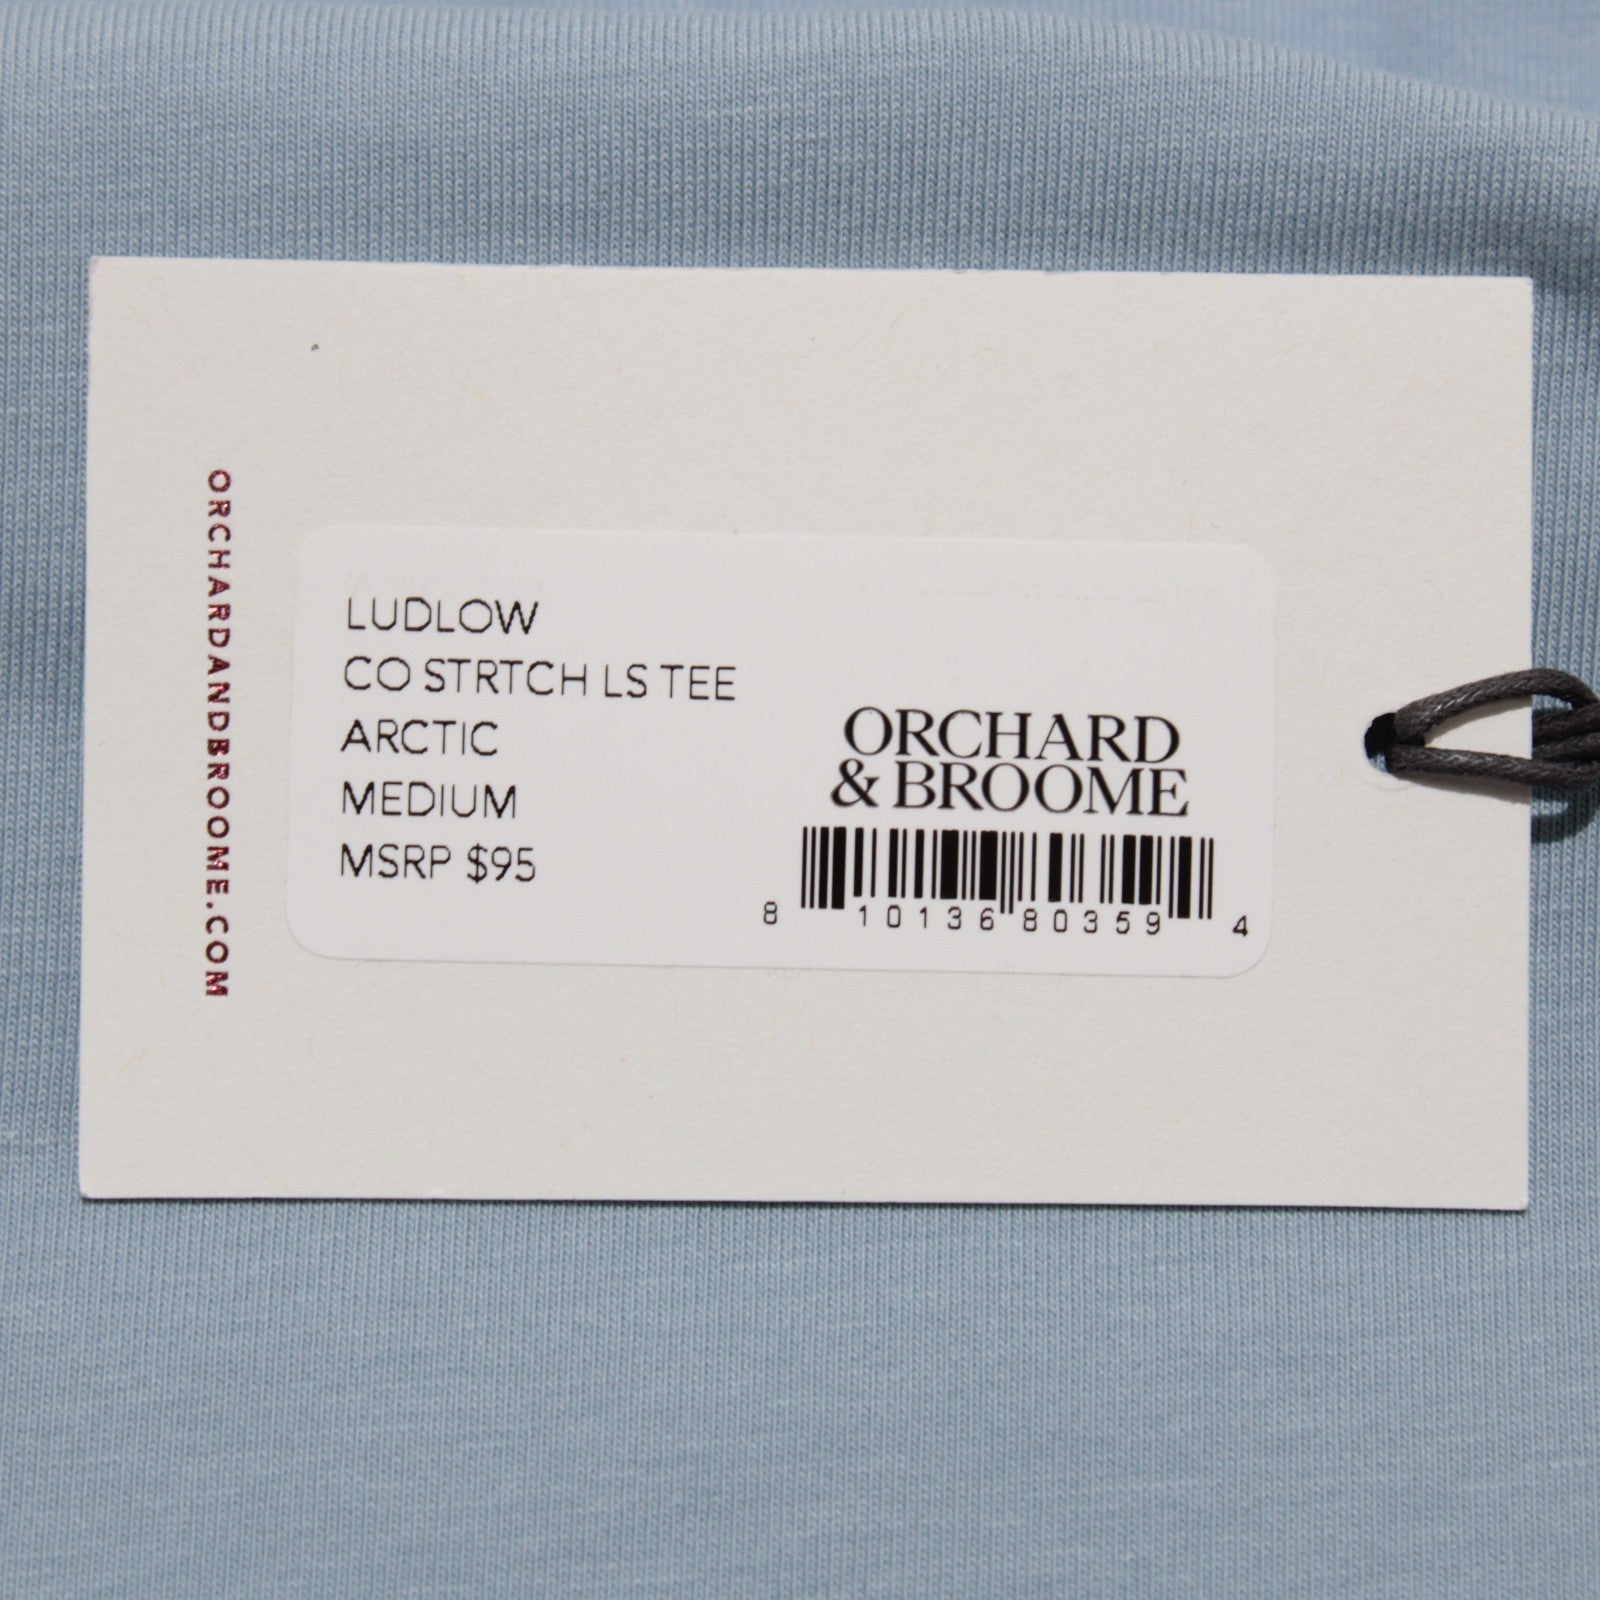 ORCHARDANDBROOME.COM
LUDLOW
CO STRTCH LS TEE
ARCTIC
MEDIUM
MSRP $95
ORCHARD
& BROOME
8 10136 80359 4